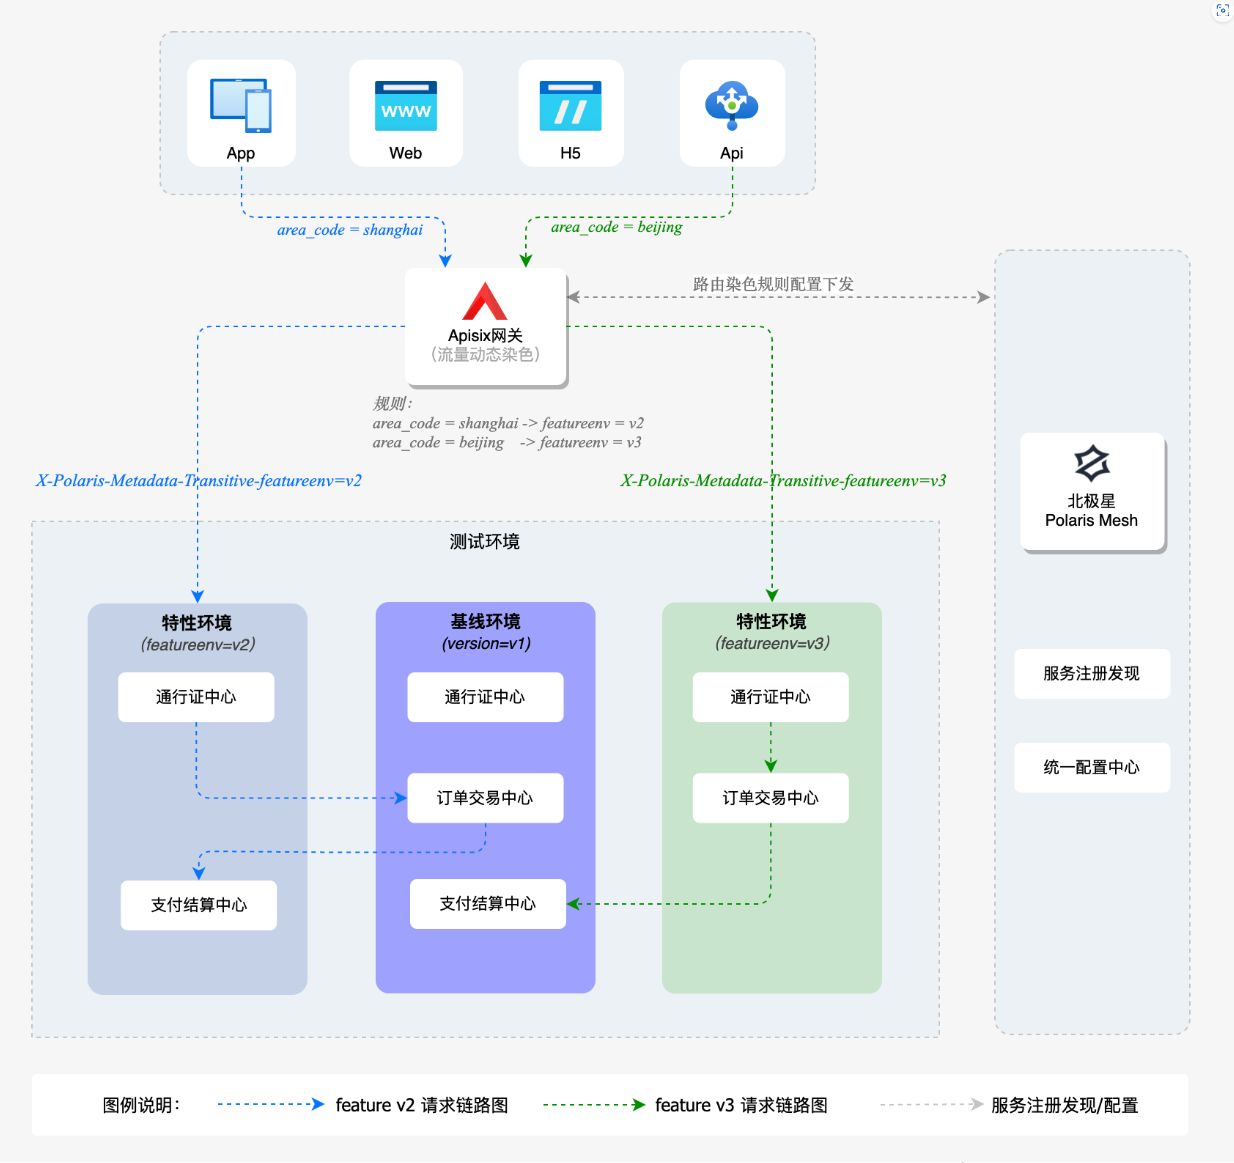 WWW
App
Web
H5
Api
area_code = shanghai
area_code = beijing
路由染色规则配置下发
Apisix网关
（流量动态染色）
规则：
area_code = shanghai -> featureenv = v2
area_code = beijing -> featureenv = v3
X-Polaris-Metadata-Transitive-featureenv=v2
X-Polaris-Metadata-Transitive-featureenv=v3
北极星
Polaris Mesh
服务注册发现
统一配置中心
测试环境
特性环境
（featureenv=v2）
通行证中心
支付结算中心
基线环境
(version=v1)
通行证中心
订单交易中心
支付结算中心
特性环境
（featureenv=v3）
通行证中心
订单交易中心
图例说明：
feature v2 请求链路图
feature v3 请求链路图
服务注册发现/配置